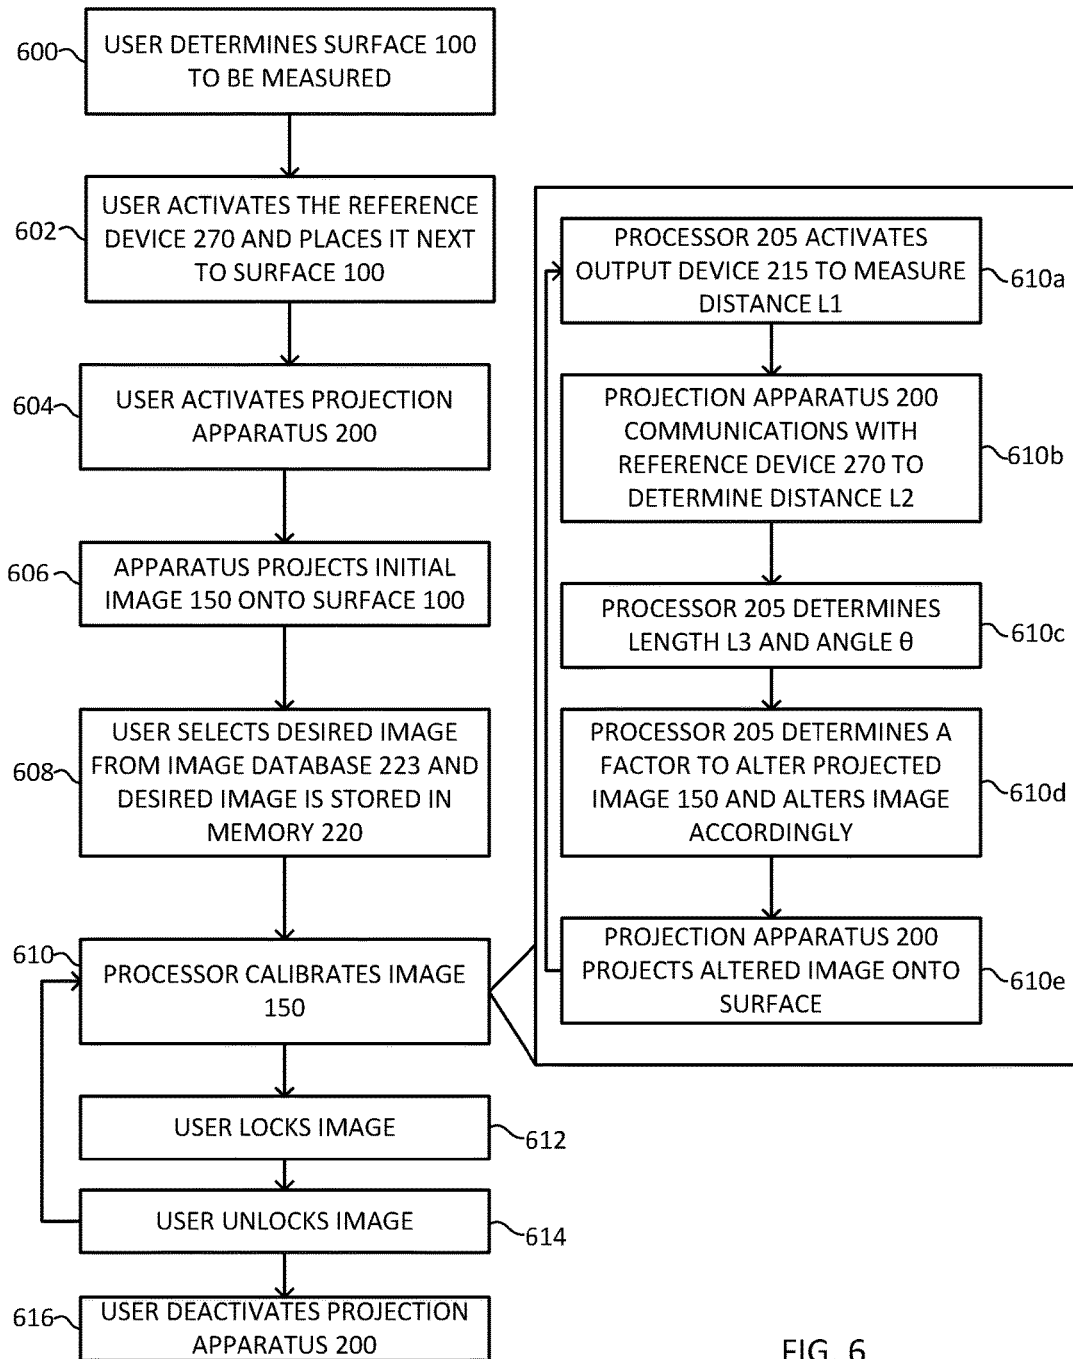 600
USER DETERMINES SURFACE 100
TO BE MEASURED
602
USER ACTIVATES THE REFERENCE
DEVICE 270 AND PLACES IT NEXT
TO SURFACE 100
604
USER ACTIVATES PROJECTION
APPARATUS 200
606
APPARATUS PROJECTS INITIAL
IMAGE 150 ONTO SURFACE 100
608
USER SELECTS DESIRED IMAGE
FROM IMAGE DATABASE 223 AND
DESIRED IMAGE IS STORED IN
MEMORY 220
610
PROCESSOR CALIBRATES IMAGE
150
USER LOCKS IMAGE
612
USER UNLOCKS IMAGE
614
616
USER DEACTIVATES PROJECTION
APPARATUS 200
PROCESSOR 205 ACTIVATES
OUTPUT DEVICE 215 TO MEASURE
DISTANCE L1
610a
PROJECTION APPARATUS 200
COMMUNICATIONS WITH
REFERENCE DEVICE 270 TO
DETERMINE DISTANCE L2
610b
PROCESSOR 205 DETERMINES
LENGTH L3 AND ANGLE θ
610c
PROCESSOR 205 DETERMINES A
FACTOR TO ALTER PROJECTED
IMAGE 150 AND ALTERS IMAGE
ACCORDINGLY
610d
PROJECTION APPARATUS 200
PROJECTS ALTERED IMAGE ONTO
SURFACE
610e
FIG. 6